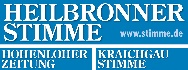 HEILBRONNER
STIMME www.stimme.de
HOHENLOHER ZEITUNG
KRAICHGAU STIMME